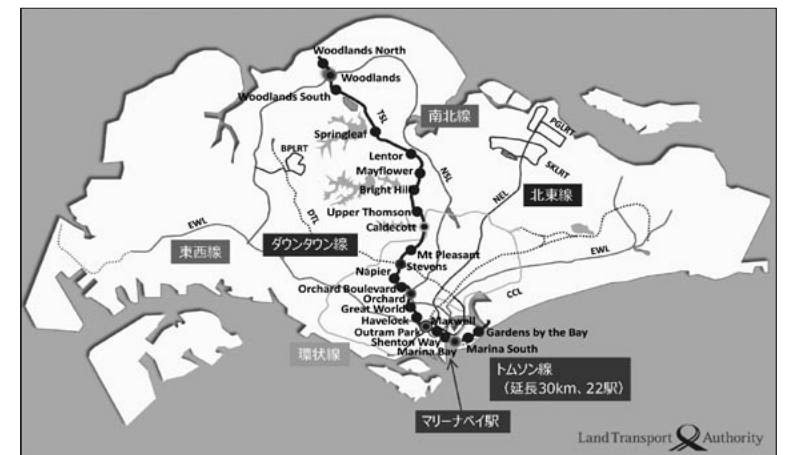 Woodlands North
Woodlands
Woodlands South
TSL
南北線
PGLRT
Springleaf
BPLRT
SKLRT
Lentor
NSL
Mayflower
NEL
北東線
Bright Hill
DTL
Upper Thomson
EWL
Caldecott
東西線
ダウンタウン線
Mt Pleasant
EWL
Stevens
Napier
CCL
Orchard Boulevard
Orchard
Great World
Havelock
Maxwell
Outram Park
Gardens by the Bay
Shenton Way
Marina Bay
Marina South
環状線
トムソン線
(延長30km、22駅)
マリーナベイ駅
Land Transport Authority